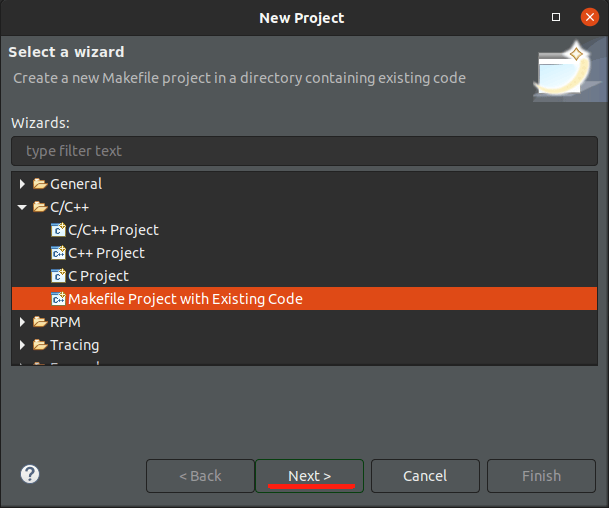 New Project
Select a wizard
Create a new Makefile project in a directory containing existing code
Wizards:
type filter text
General
C/C++
C/C++ Project
C++ Project
C Project
Makefile Project with Existing Code
RPM
Tracing
< Back
Next >
Cancel
Finish